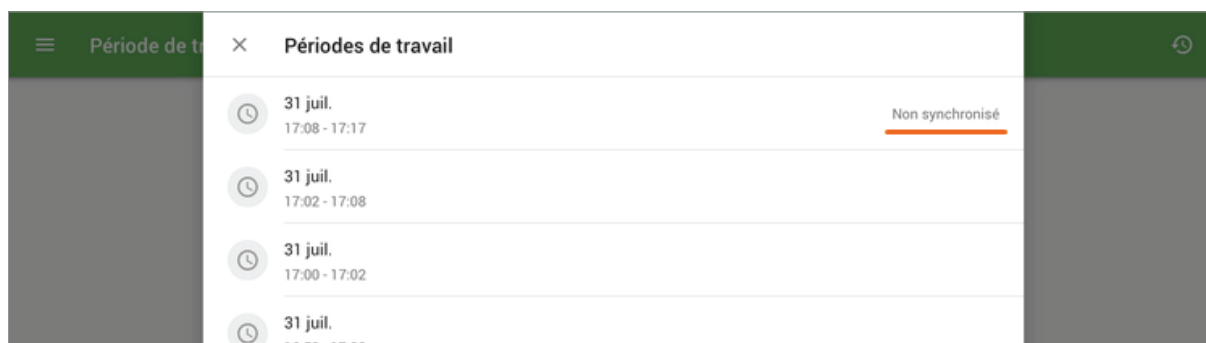 Période de tr
Périodes de travail
31 juil.
17:08 - 17:17
Non synchronisé
31 juil.
17:02 - 17:08
31 juil.
17:00 - 17:02
31 juil.